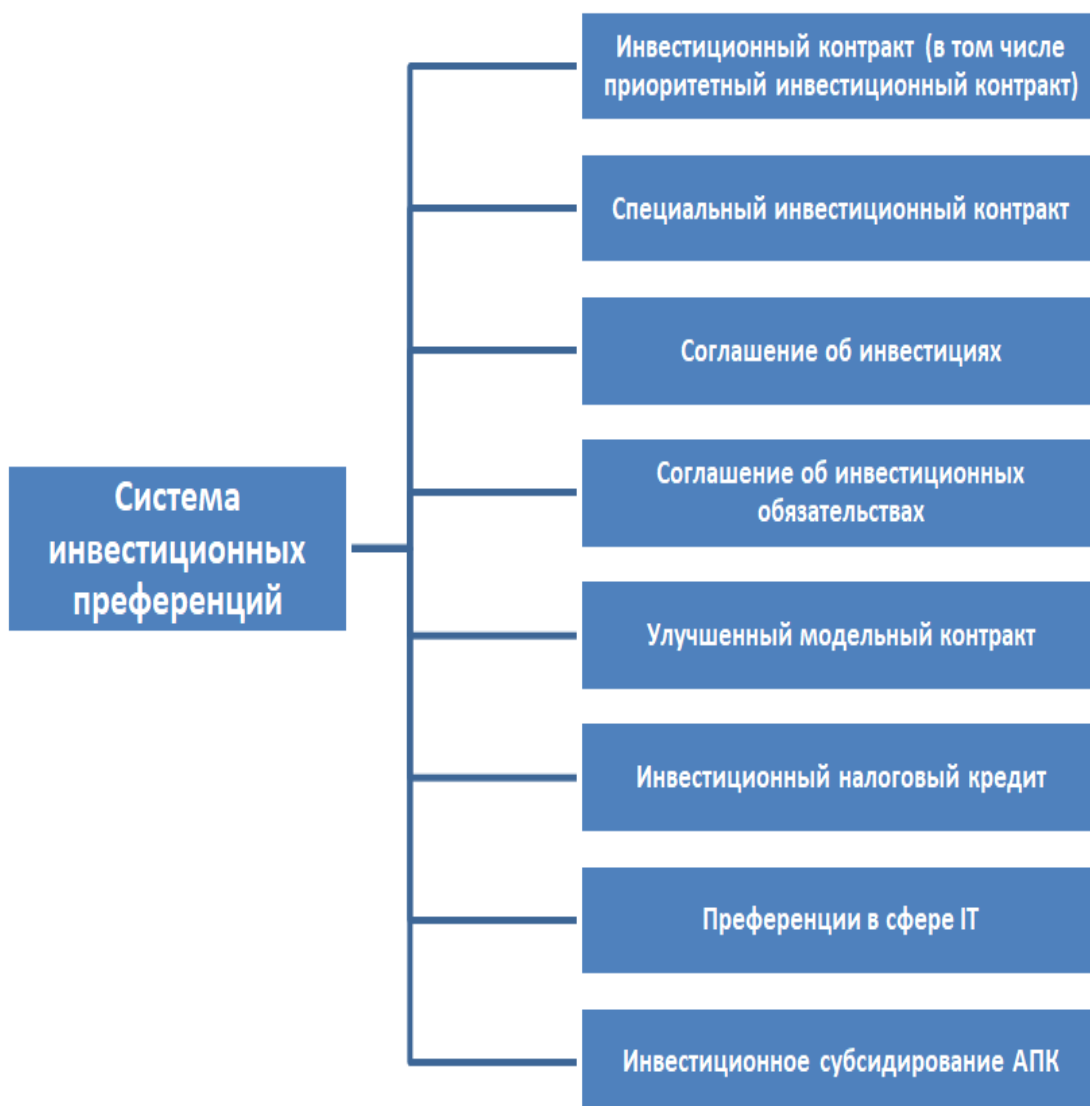 Инвестиционный контракт (в том числе
приоритетный инвестиционный контракт)
Специальный инвестиционный контракт
Соглашение об инвестициях
Соглашение об инвестиционных
обязательствах
Система
инвестиционных
преференций
Улучшенный модельный контракт
Инвестиционный налоговый кредит
Преференции в сфере IT
Инвестиционное субсидирование АПК